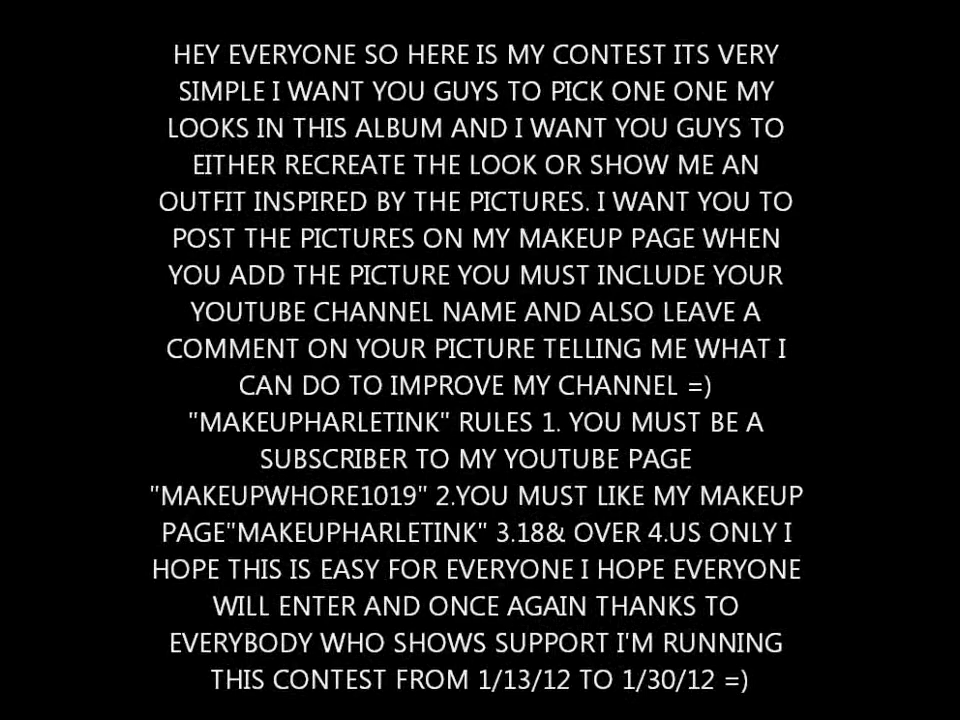 HEY EVERYONE SO HERE IS MY CONTEST ITS VERY
SIMPLE I WANT YOU GUYS TO PICK ONE ONE MY
LOOKS IN THIS ALBUM AND I WANT YOU GUYS TO
EITHER RECREATE THE LOOK OR SHOW ME AN
OUTFIT INSPIRED BY THE PICTURES. I WANT YOU TO
POST THE PICTURES ON MY MAKEUP PAGE WHEN
YOU ADD THE PICTURE YOU MUST INCLUDE YOUR
YOUTUBE CHANNEL NAME AND ALSO LEAVE A
COMMENT ON YOUR PICTURE TELLING ME WHAT I
CAN DO TO IMPROVE MY CHANNEL =)
"MAKEUPHARLETINK" RULES 1. YOU MUST BE A
SUBSCRIBER TO MY YOUTUBE PAGE
"MAKEUPWHORE1019" 2.YOU MUST LIKE MY MAKEUP
PAGE"MAKEUPHARLETINK" 3.18& OVER 4.US ONLY I
HOPE THIS IS EASY FOR EVERYONE I HOPE EVERYONE
WILL ENTER AND ONCE AGAIN THANKS TO
EVERYBODY WHO SHOWS SUPPORT I'M RUNNING
THIS CONTEST FROM 1/13/12 TO 1/30/12 =)